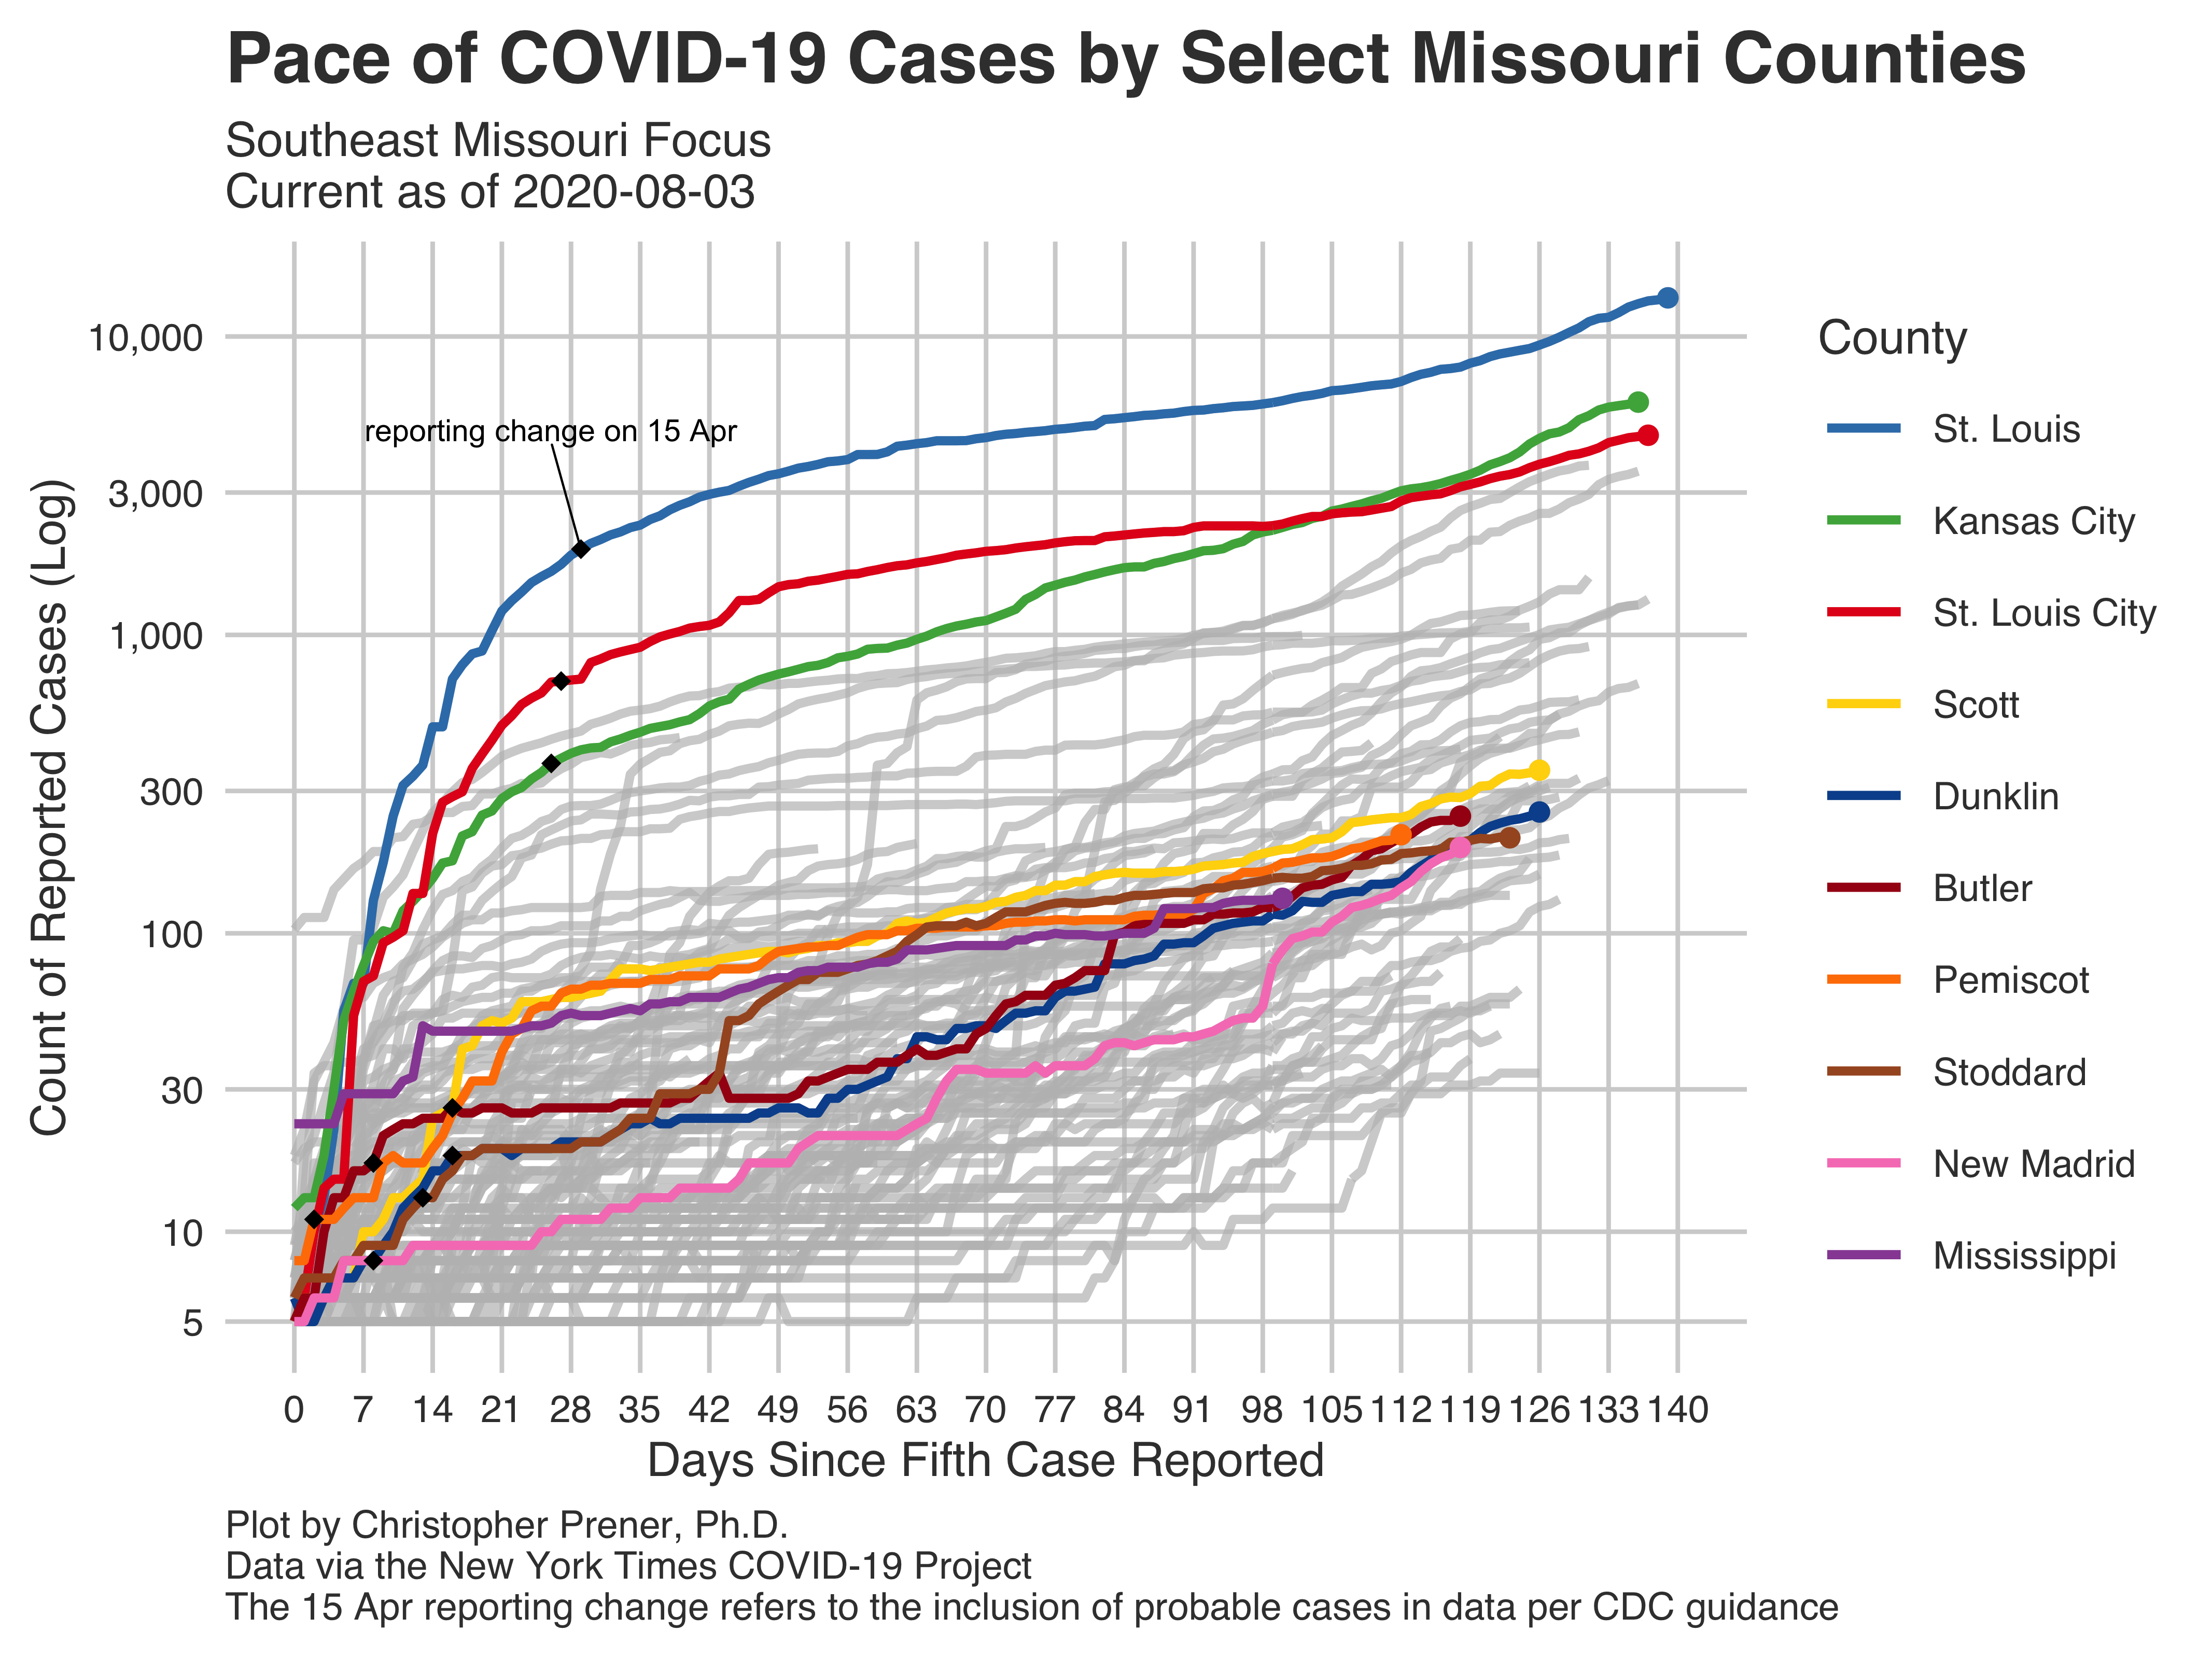 Pace of COVID-19 Cases by Select Missouri Counties
Southeast Missouri Focus
Current as of 2020-08-03
Count of Reported Cases (Log)
10,000
3,000
1,000
300
100
30
10
5
reporting change on 15 Apr
0 7 14 21 28 35 42 49 56 63 70 77 84 91 98 105 112 119 126 133 140
Days Since Fifth Case Reported
County
St. Louis
Kansas City
St. Louis City
Scott
Dunklin
Butler
Pemiscot
Stoddard
New Madrid
Mississippi
Plot by Christopher Prener, Ph.D.
Data via the New York Times COVID-19 Project
The 15 Apr reporting change refers to the inclusion of probable cases in data per CDC guidance